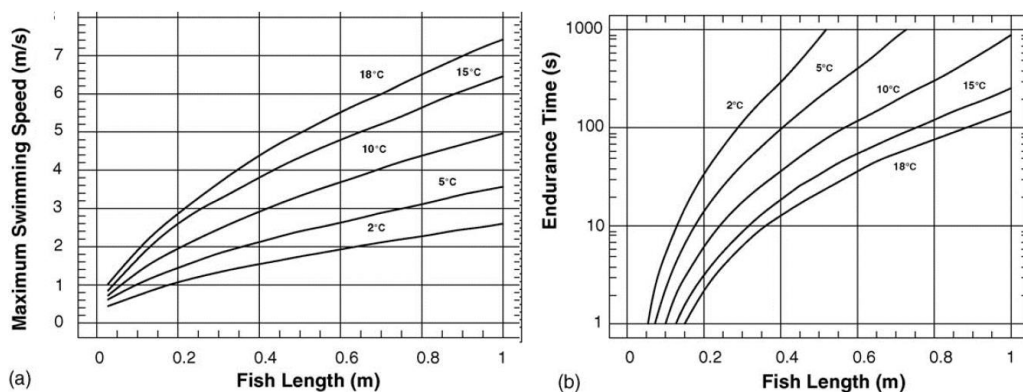 Maximum Swimming Speed (m/s)
7
6
5
4
3
2
1
0
18°C
15°C
10°C
5°C
2°C
0 0.2 0.4 0.6 0.8 1
Fish Length (m)
(a)
Endurance Time (s)
1000
100
10
1
2°C
5°C
10°C
15°C
18°C
0 0.2 0.4 0.6 0.8 1
Fish Length (m)
(b)